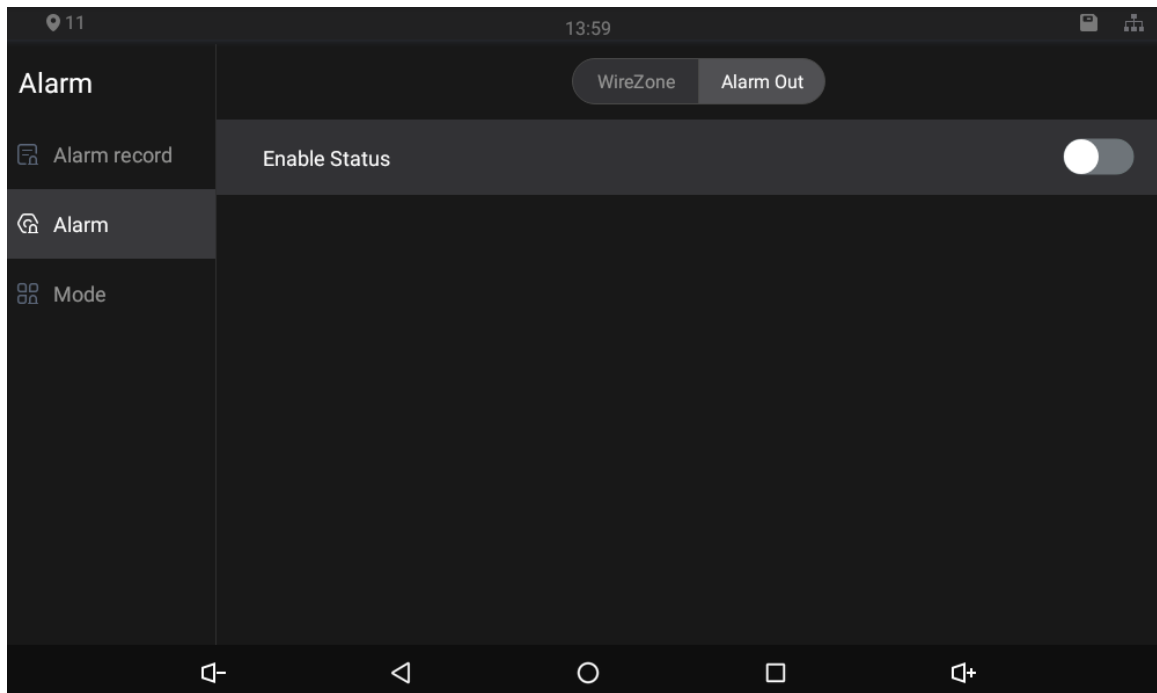 11
13:59
Alarm
WireZone
Alarm Out
Alarm record
Enable Status
Alarm
Mode